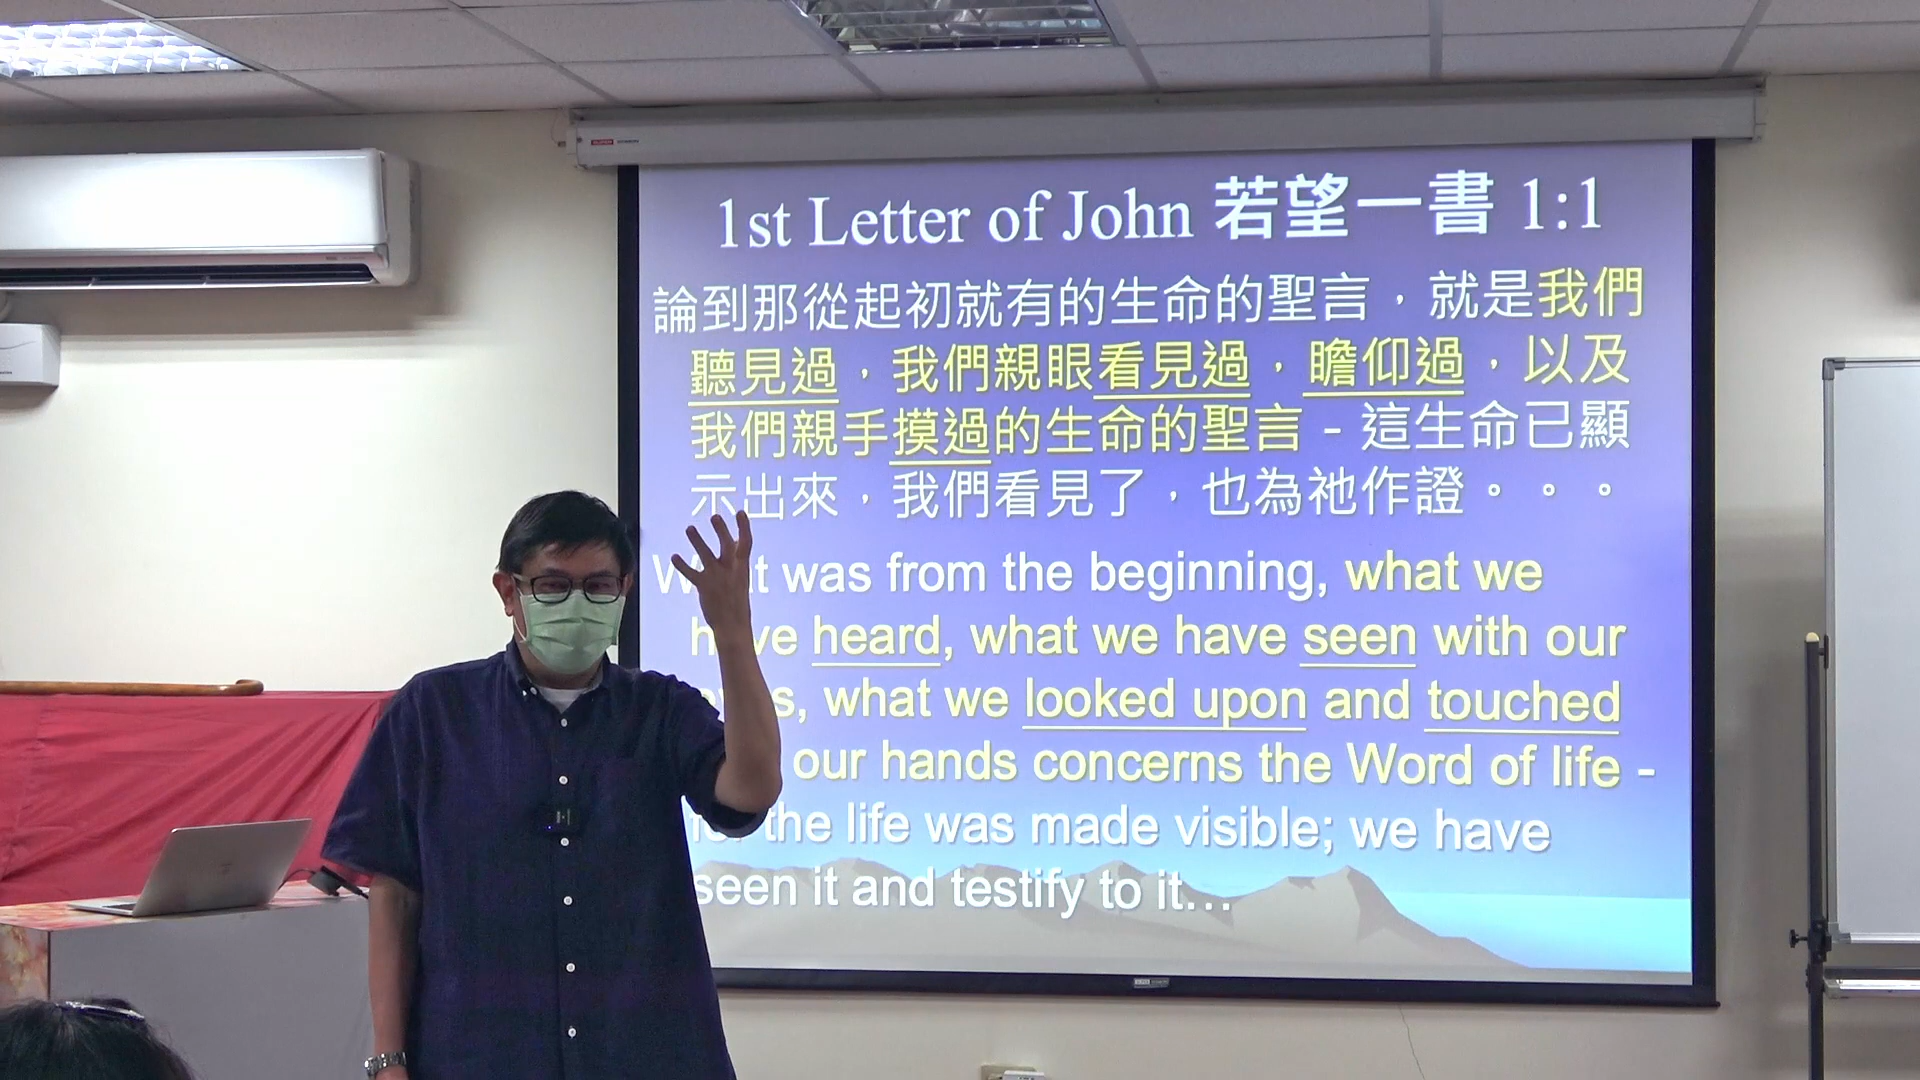 1st Letter of John 若望一書 1:1
論到那從起初就有的生命的聖言，就是我們
聽見過，我們親眼看見過，瞻仰過，以及
我們親手摸過的生命的聖言 - 這生命已顯
示出來，我們看見了，也為祂作證。。。
was from the beginning, what we
heard, what we have seen with our
what we looked upon and touched
our hands concerns the Word of life -
the life was made visible; we have
seen it and testify to it...